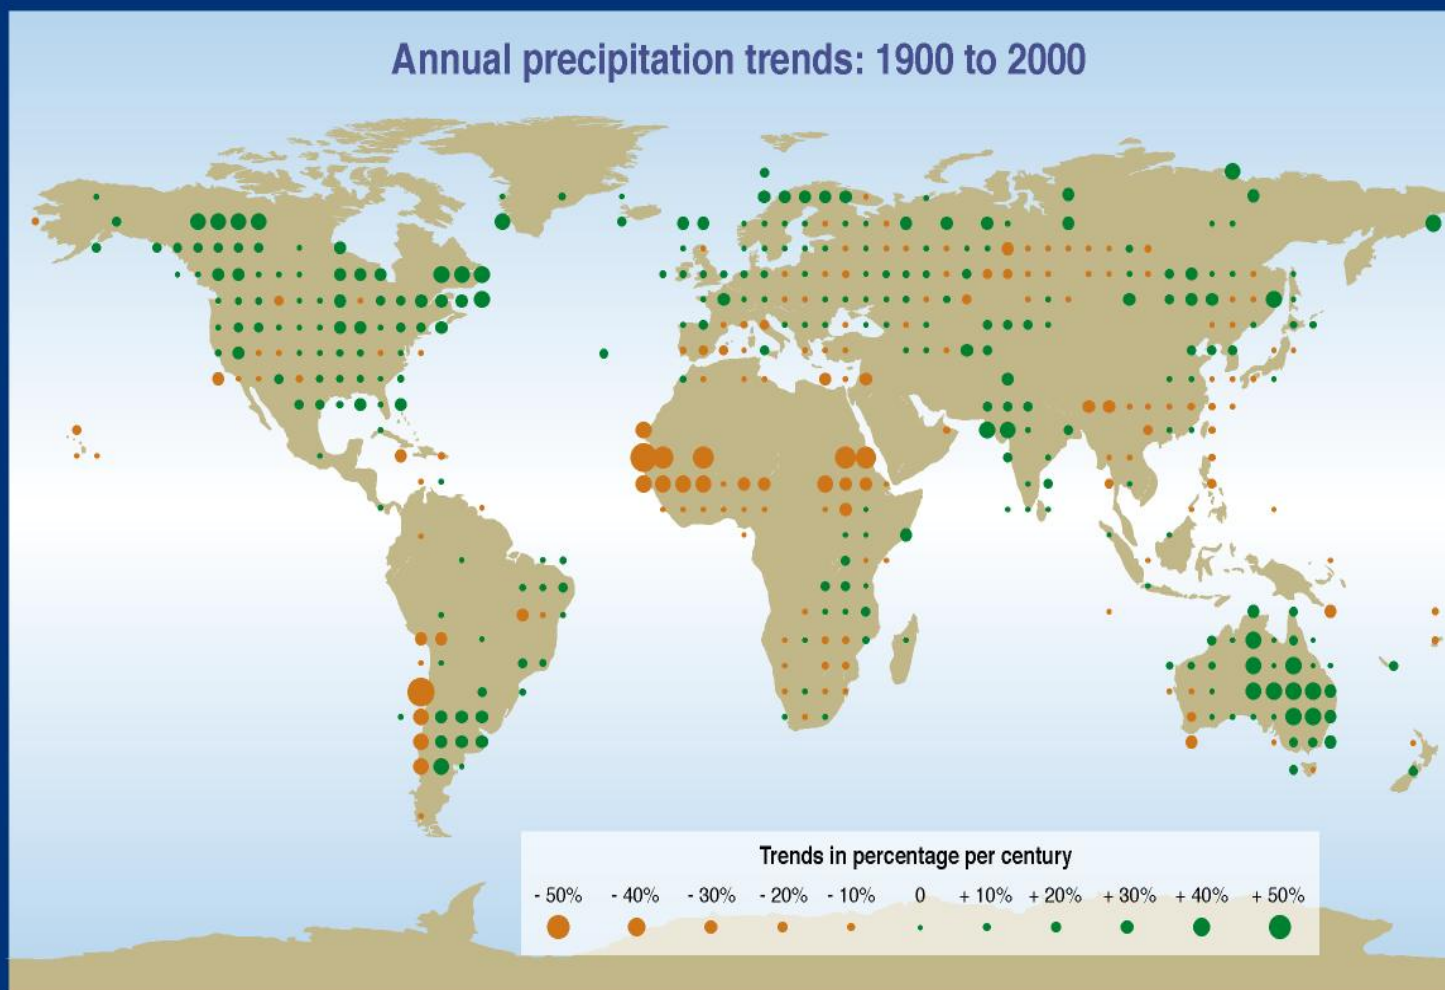 Annual precipitation trends: 1900 to 2000
Trends in percentage per century
- 50% - 40% - 30% - 20% - 10% 0 + 10% + 20% + 30% + 40% + 50%